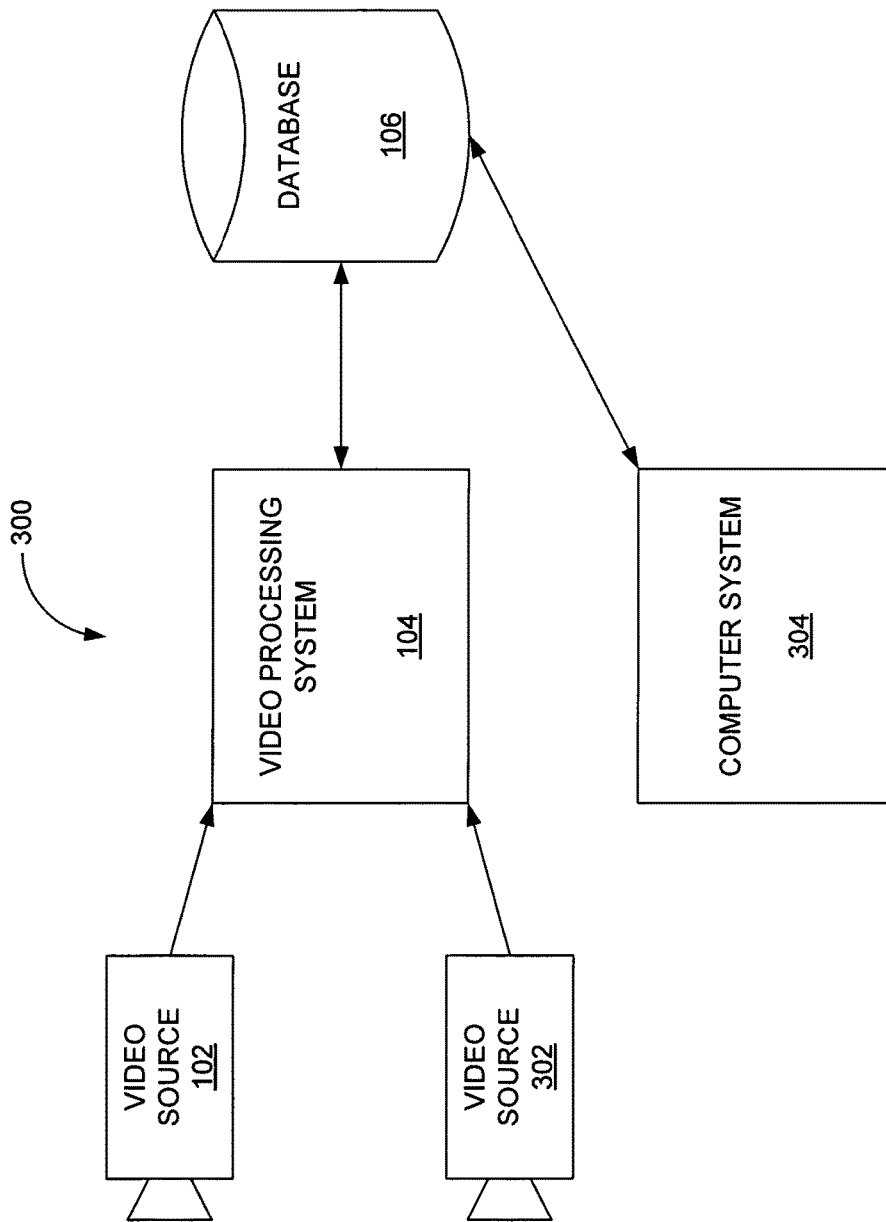 300
VIDEO
SOURCE
102
VIDEO PROCESSING
SYSTEM
104
DATABASE
106
VIDEO
SOURCE
302
COMPUTER SYSTEM
304